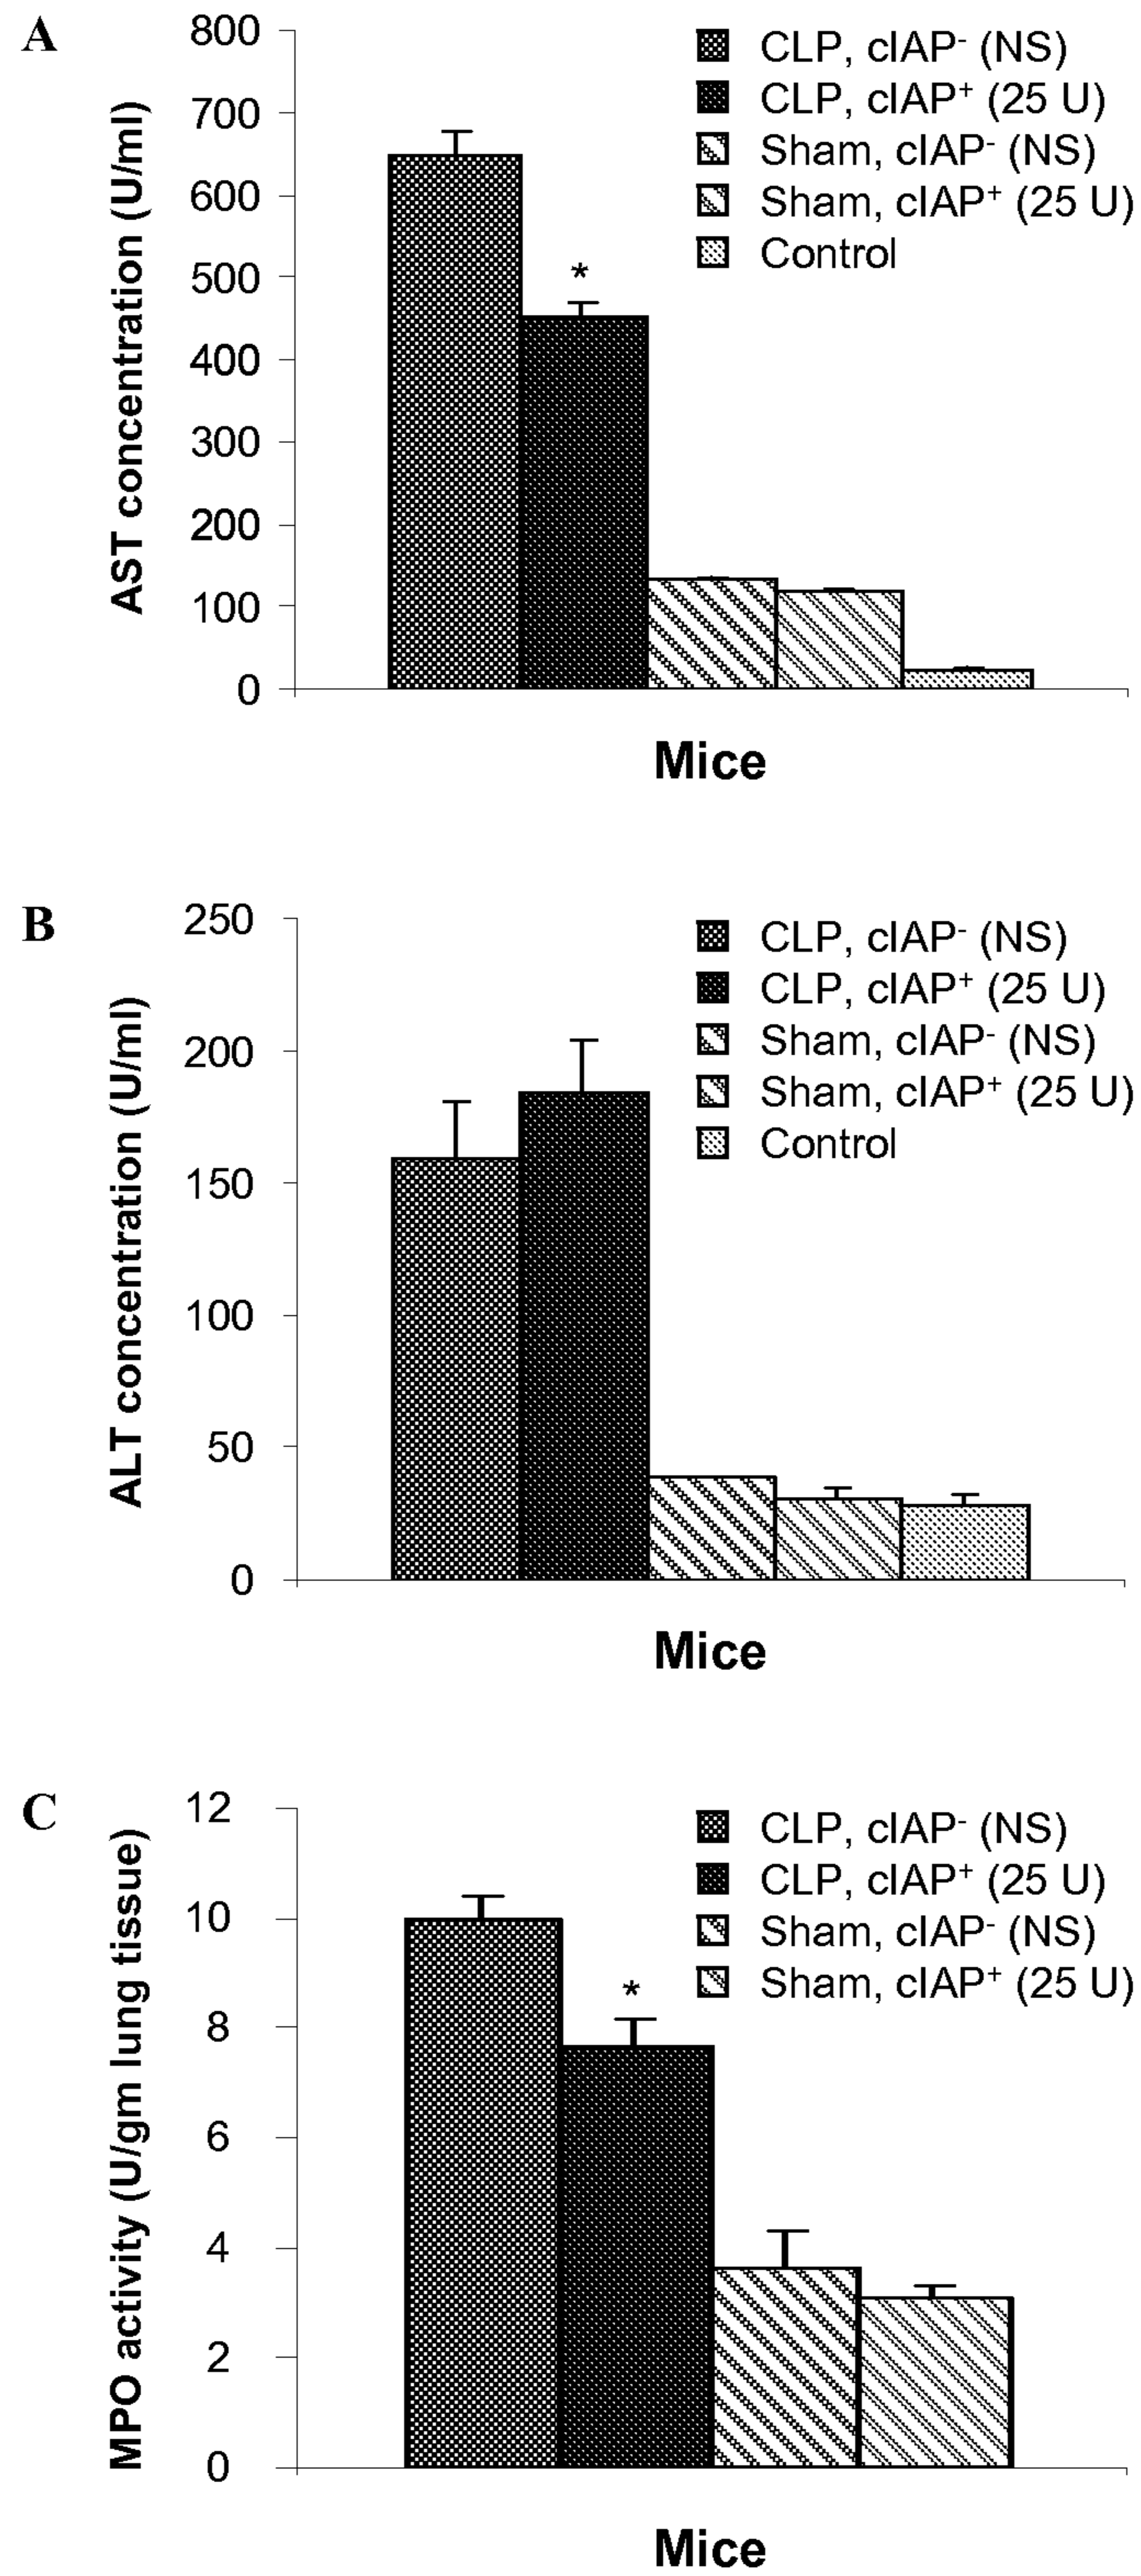 A
AST concentration (U/ml)
800
700
600
500
400
300
200
100
0
*
CLP, cIAP⁻ (NS)
CLP, cIAP⁺ (25 U)
Sham, cIAP⁻ (NS)
Sham, cIAP⁺ (25 U)
Control
Mice
B
ALT concentration (U/ml)
250
200
150
100
50
0
CLP, cIAP⁻ (NS)
CLP, cIAP⁺ (25 U)
Sham, cIAP⁻ (NS)
Sham, cIAP⁺ (25 U)
Control
Mice
C
MPO activity (U/gm lung tissue)
12
10
8
6
4
2
0
*
CLP, cIAP⁻ (NS)
CLP, cIAP⁺ (25 U)
Sham, cIAP⁻ (NS)
Sham, cIAP⁺ (25 U)
Mice